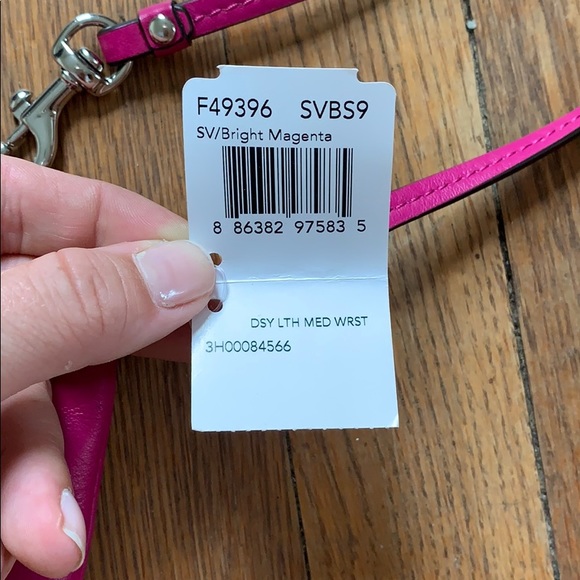 F49396 SVBS9
SV/Bright Magenta
8 86382 97583 5
DSY LTH MED WRST
3H00084566